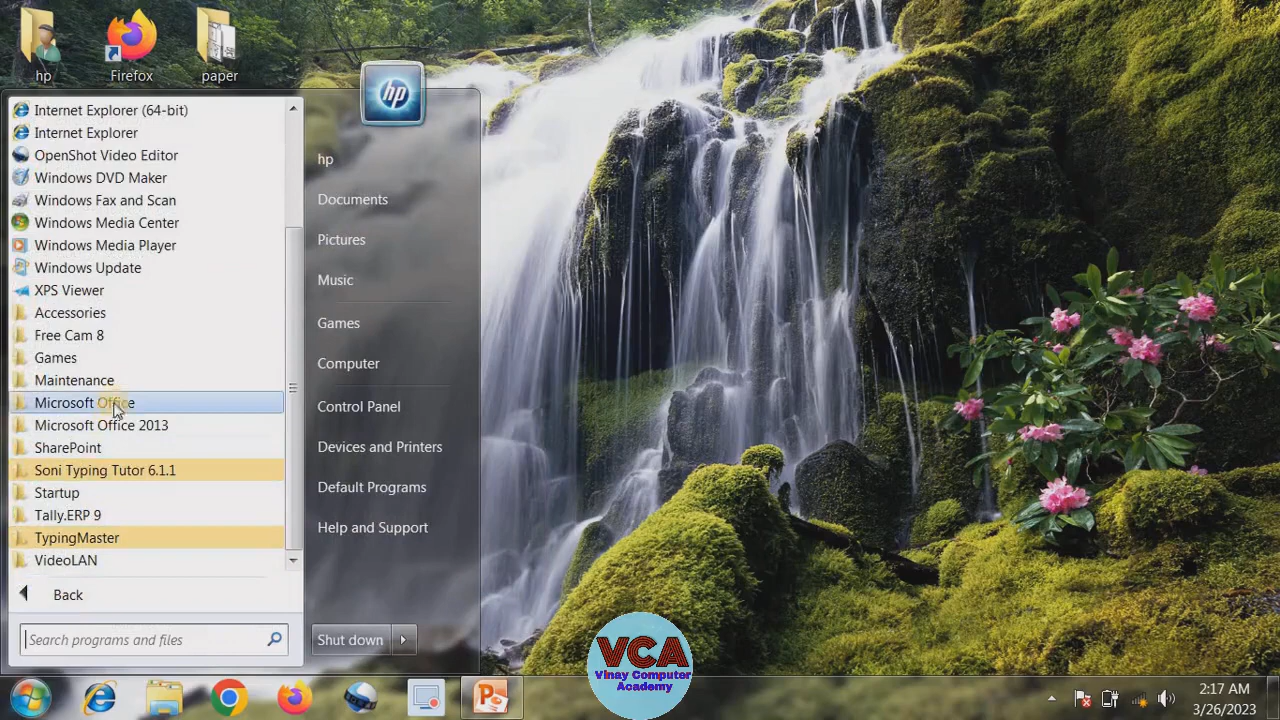 hp
Firefox
paper
Internet Explorer (64-bit)
Internet Explorer
OpenShot Video Editor
Windows DVD Maker
Windows Fax and Scan
Windows Media Center
Windows Media Player
Windows Update
XPS Viewer
Accessories
Free Cam 8
Games
Maintenance
Microsoft Office
Microsoft Office 2013
SharePoint
Soni Typing Tutor 6.1.1
Startup
Tally.ERP 9
TypingMaster
VideoLAN
Back
Search programs and files
hp
hp
Documents
Pictures
Music
Games
Computer
Control Panel
Devices and Printers
Default Programs
Help and Support
Shut down
VCA
Vinay Computer
Academy
2:17 AM
3/26/2023